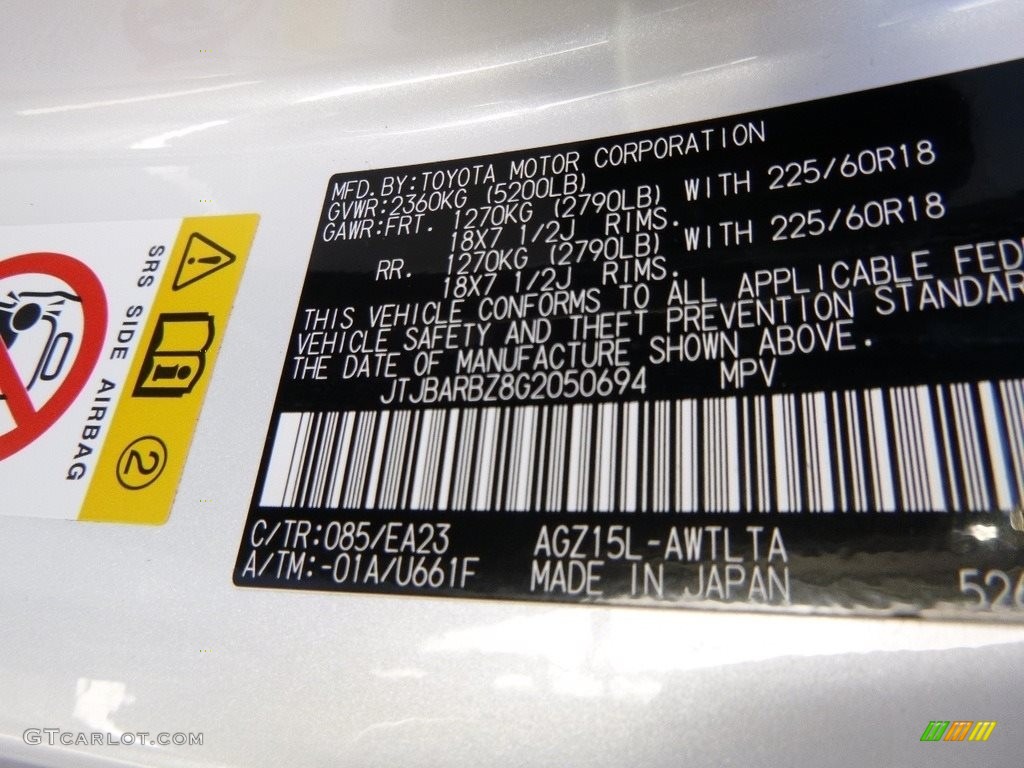 MFD.BY:TOYOTA MOTOR CORPORATION
GVWR:2360KG (5200LB)
GAWR:FRT. 1270KG (2790LB) WITH 225/60R18
18X7 1/2J RIMS.
RR. 1270KG (2790LB) WITH 225/60R18
18X7 1/2J RIMS.
THIS VEHICLE CONFORMS TO ALL APPLICABLE FEDE
VEHICLE SAFETY AND THEFT PREVENTION STANDAR
THE DATE OF MANUFACTURE SHOWN ABOVE.
JTJBARBZ8G2050694 MPV
C/TR:085/EA23 AGZ15L-AWTLTA
A/TM:-01A/U661F MADE IN JAPAN 526
SRS SIDE AIRBAG
2
GTCARLOT.COM